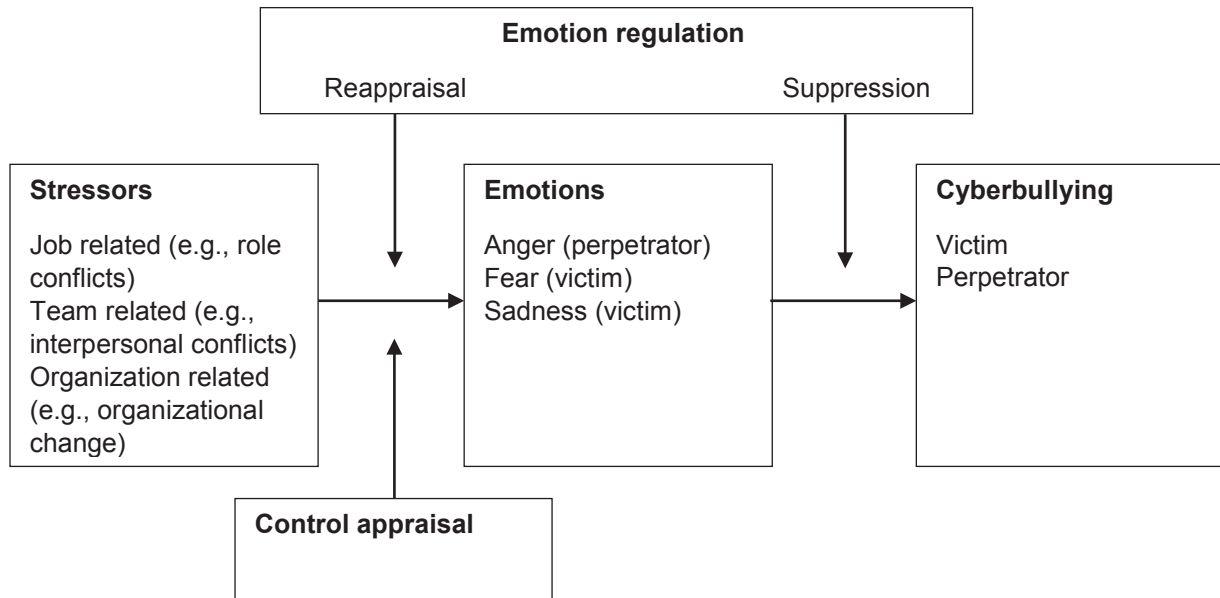 Emotion regulation
Reappraisal
Suppression
Stressors
Job related (e.g., role
conflicts)
Team related (e.g.,
interpersonal conflicts)
Organization related
(e.g., organizational
change)
Emotions
Anger (perpetrator)
Fear (victim)
Sadness (victim)
Cyberbullying
Victim
Perpetrator
Control appraisal